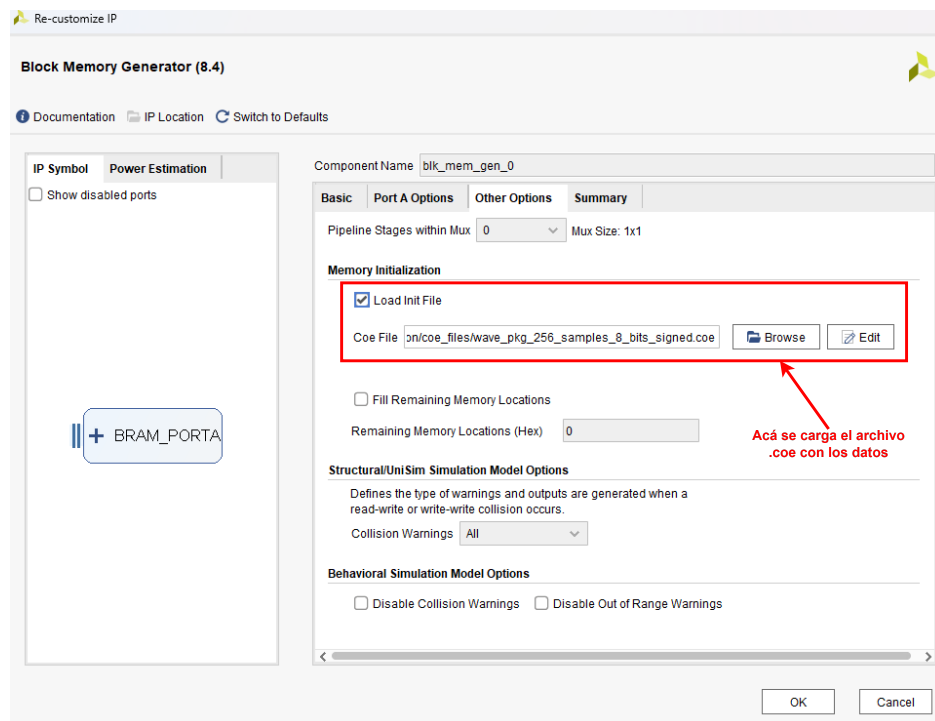 Re-customize IP
Block Memory Generator (8.4)
Documentation IP Location Switch to Defaults
IP Symbol Power Estimation
Show disabled ports
BRAM_PORTA
Component Name blk_mem_gen_0
Basic Port A Options Other Options Summary
Pipeline Stages within Mux 0 Mux Size: 1x1
Memory Initialization
Load Init File
Coe File on/coe_files/wave_pkg_256_samples_8_bits_signed.coe Browse Edit
Fill Remaining Memory Locations
Remaining Memory Locations (Hex) 0
Acá se carga el archivo
.coe con los datos
Structural/UniSim Simulation Model Options
Defines the type of warnings and outputs are generated when a
read-write or write-write collision occurs.
Collision Warnings All
Behavioral Simulation Model Options
Disable Collision Warnings Disable Out of Range Warnings
OK Cancel